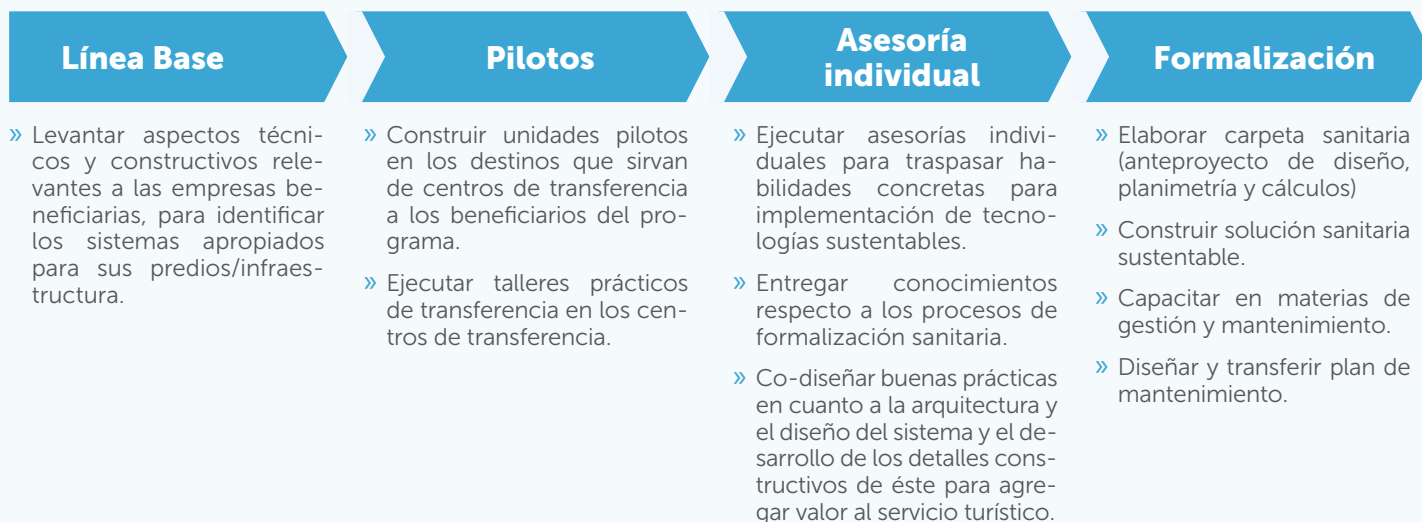 Línea Base
» Levantar aspectos técni-
cos y constructivos rele-
vantes a las empresas be-
neficiarias, para identificar
los sistemas apropiados
para sus predios/infraes-
tructura.
Pilotos
» Construir unidades pilotos
en los destinos que sirvan
de centros de transferencia
a los beneficiarios del pro-
grama.
» Ejecutar talleres prácticos
de transferencia en los cen-
tros de transferencia.
Asesoría
individual
» Ejecutar asesorías indivi-
duales para traspasar ha-
bilidades concretas para
implementación de tecno-
logías sustentables.
» Entregar conocimientos
respecto a los procesos de
formalización sanitaria.
» Co-diseñar buenas prácticas
en cuanto a la arquitectura y
el diseño del sistema y el de-
sarrollo de los detalles cons-
tructivos de éste para agre-
gar valor al servicio turístico.
Formalización
» Elaborar carpeta sanitaria
(anteproyecto de diseño,
planimetría y cálculos)
» Construir solución sanitaria
sustentable.
» Capacitar en materias de
gestión y mantenimiento.
» Diseñar y transferir plan de
mantenimiento.